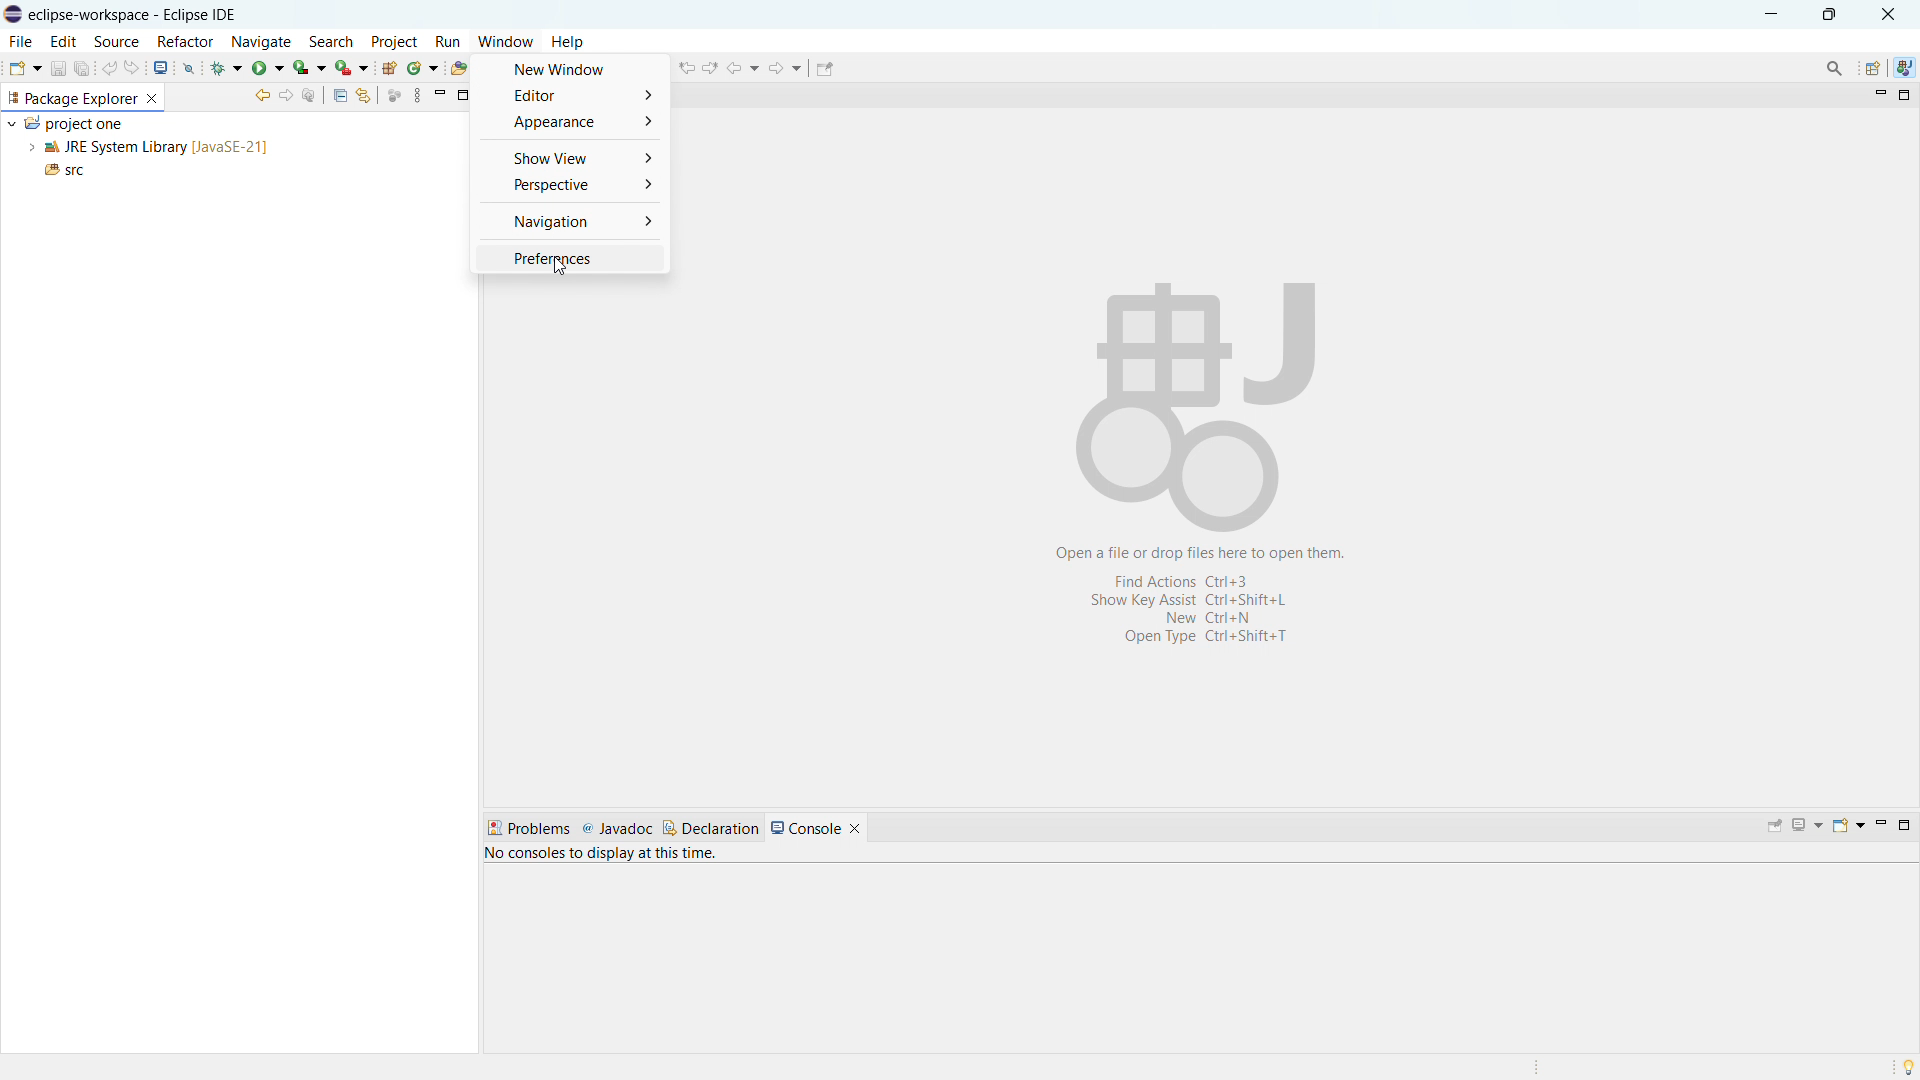 eclipse-workspace - Eclipse IDE
File Edit Source Refactor Navigate Search Project Run Window Help
Package Explorer
project one
JRE System Library [JavaSE-21]
src
New Window
Editor
Appearance
Show View
Perspective
Navigation
Preferences
Open a file or drop files here to open them.
Find Actions Ctrl+3
Show Key Assist Ctrl+Shift+L
New Ctrl+N
Open Type Ctrl+Shift+T
Problems @ Javadoc Declaration Console
No consoles to display at this time.